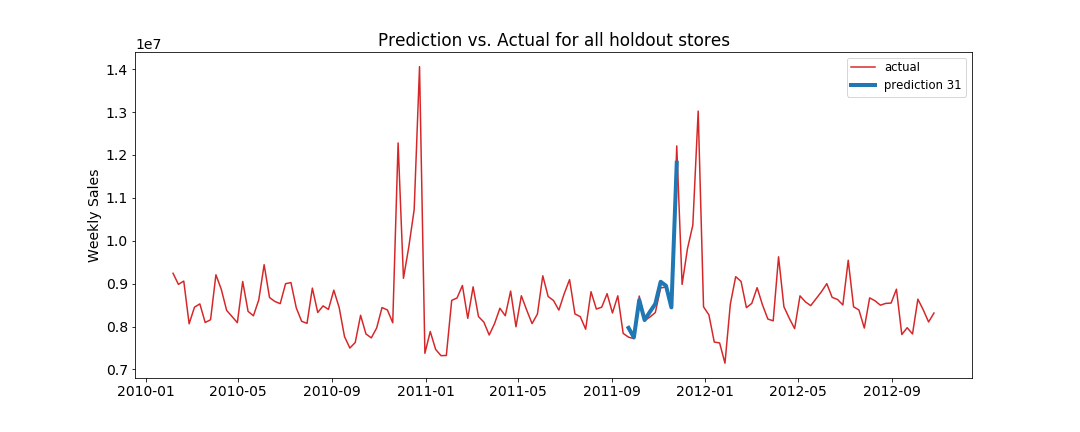 Prediction vs. Actual for all holdout stores
1e7
actual
prediction 31
1.4
1.3
1.2
1.1
1.0
0.9
0.8
0.7
Weekly Sales
2010-01 2010-05 2010-09 2011-01 2011-05 2011-09 2012-01 2012-05 2012-09